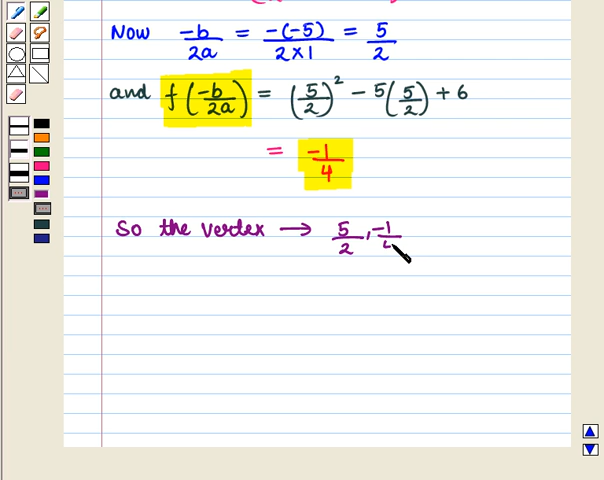 Now -b/2a = -(-5)/2×1 = 5/2
and f(-b/2a) = (5/2)² - 5(5/2) + 6
= -1/4
So the vertex → 5/2, -1/4